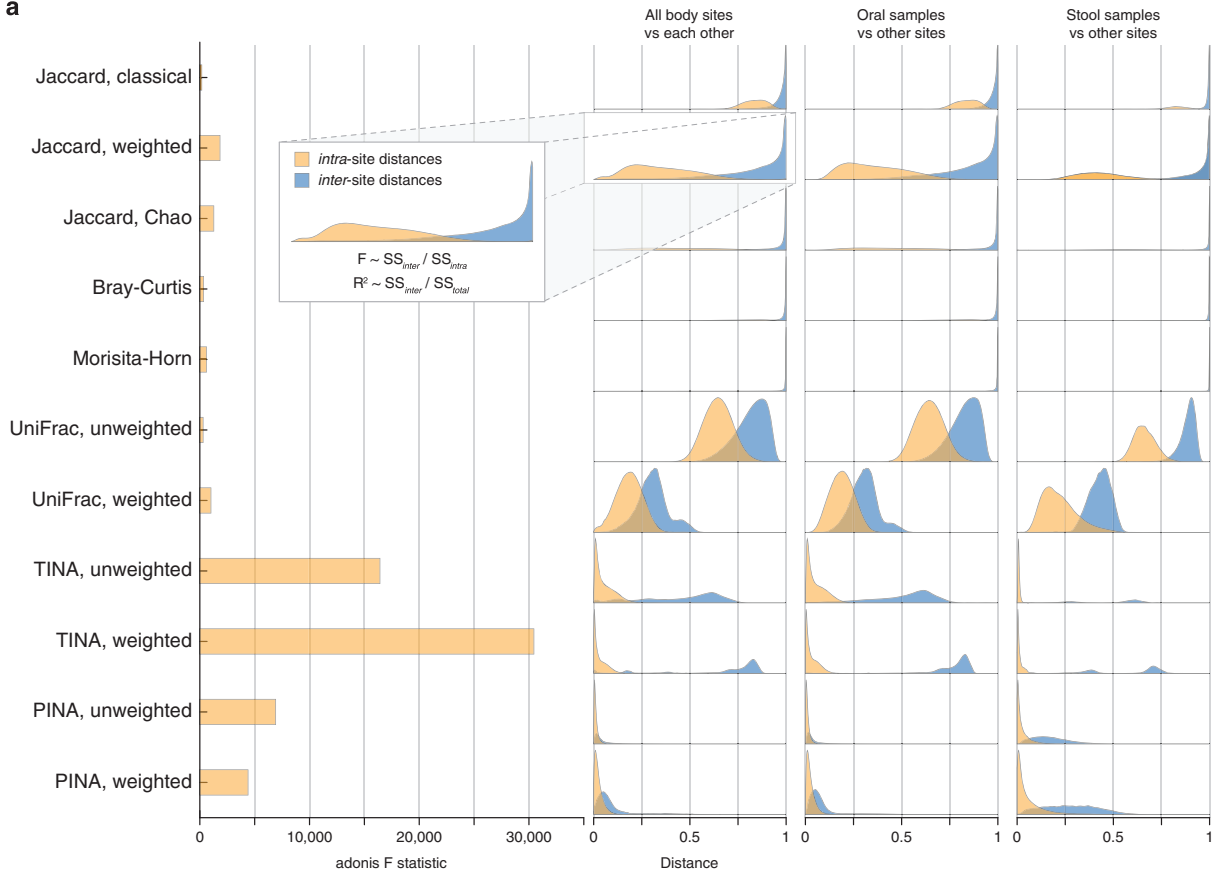 a
All body sites
vs each other
Oral samples
vs other sites
Stool samples
vs other sites
Jaccard, classical
Jaccard, weighted
Jaccard, Chao
Bray-Curtis
Morisita-Horn
UniFrac, unweighted
UniFrac, weighted
TINA, unweighted
TINA, weighted
PINA, unweighted
PINA, weighted
intra-site distances
inter-site distances
F ~ SSinter / SSintra
R² ~ SSinter / SStotal
0 10,000 20,000 30,000
adonis F statistic
0 0.5 1
Distance
0 0.5 1
0 0.5 1